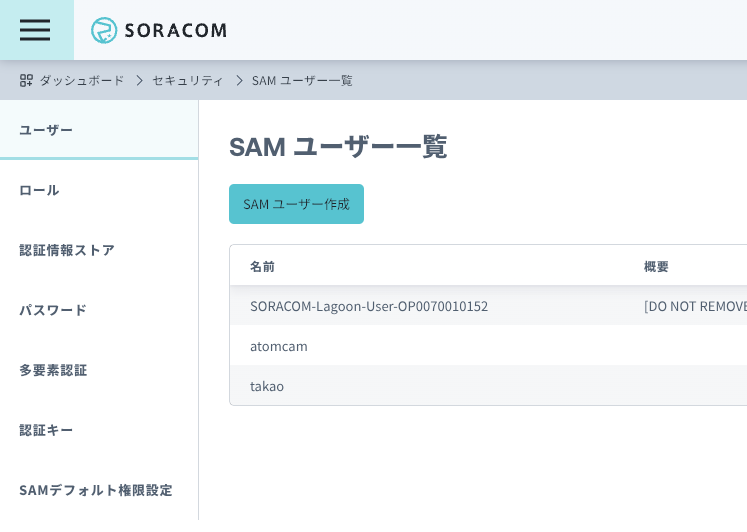 SORACOM
ダッシュボード > セキュリティ > SAM ユーザー一覧
ユーザー
ロール
認証情報ストア
パスワード
多要素認証
認証キー
SAMデフォルト権限設定
SAM ユーザー一覧
SAM ユーザー作成
名前 概要
SORACOM-Lagoon-User-OP0070010152 [DO NOT REMOVE
atomcam
takao